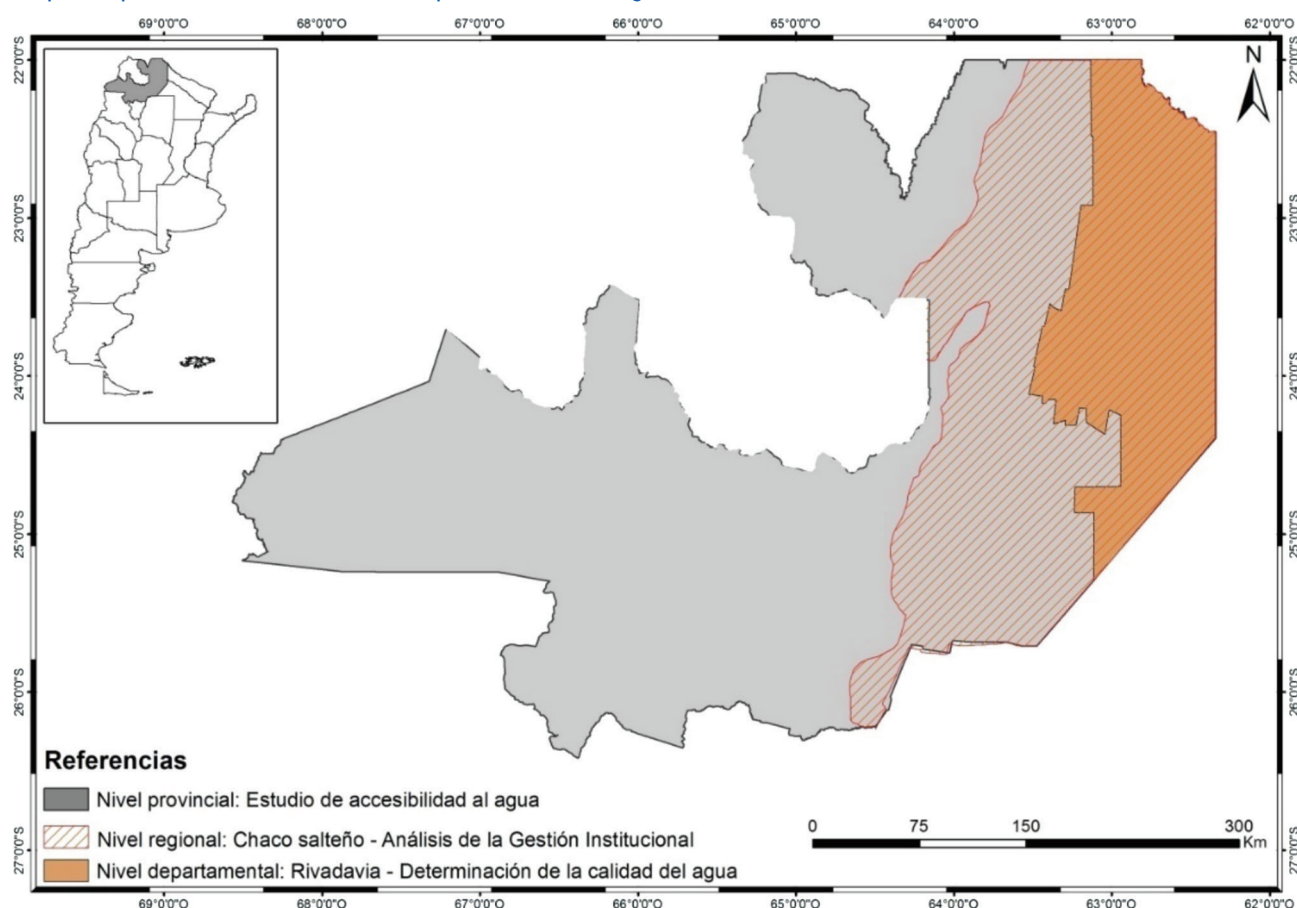 69°0'0"O 68°0'0"O 67°0'0"O 66°0'0"O 65°0'0"O 64°0'0"O 63°0'0"O 62°0'0"O
22°0'0"S
23°0'0"S
24°0'0"S
25°0'0"S
26°0'0"S
27°0'0"S
N
22°0'0"S
23°0'0"S
24°0'0"S
25°0'0"S
26°0'0"S
27°0'0"S
Referencias
Nivel provincial: Estudio de accesibilidad al agua
Nivel regional: Chaco salteño - Análisis de la Gestión Institucional
Nivel departamental: Rivadavia - Determinación de la calidad del agua
0 75 150 300
Km
69°0'0"O 68°0'0"O 67°0'0"O 66°0'0"O 65°0'0"O 64°0'0"O 63°0'0"O 62°0'0"O